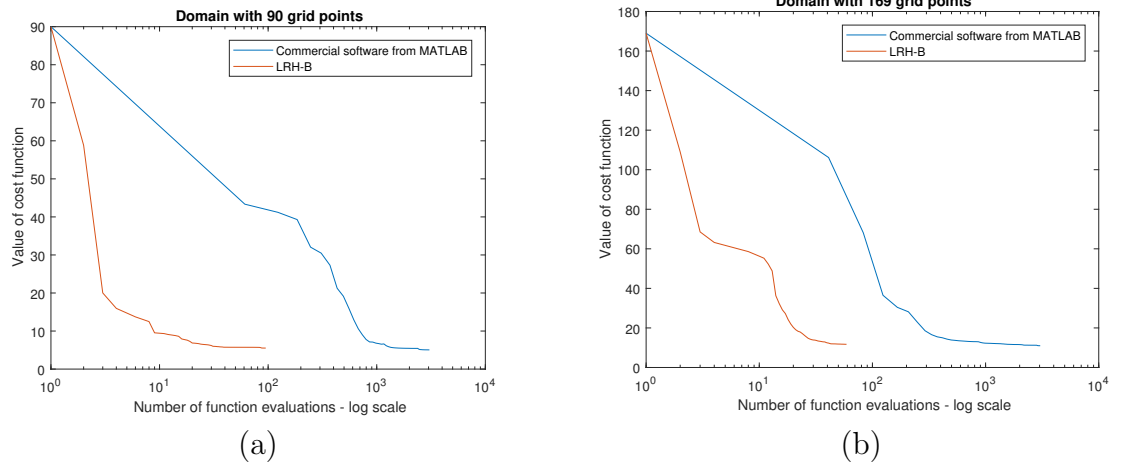 Domain with 90 grid points
90
80
70
60
50
40
30
20
10
0
Value of cost function
Commercial software from MATLAB
LRH-B
10^0
10^1
10^2
10^3
10^4
Number of function evaluations - log scale
(a)
Domain with 169 grid points
180
160
140
120
100
80
60
40
20
0
Value of cost function
Commercial software from MATLAB
LRH-B
10^0
10^1
10^2
10^3
10^4
Number of function evaluations - log scale
(b)